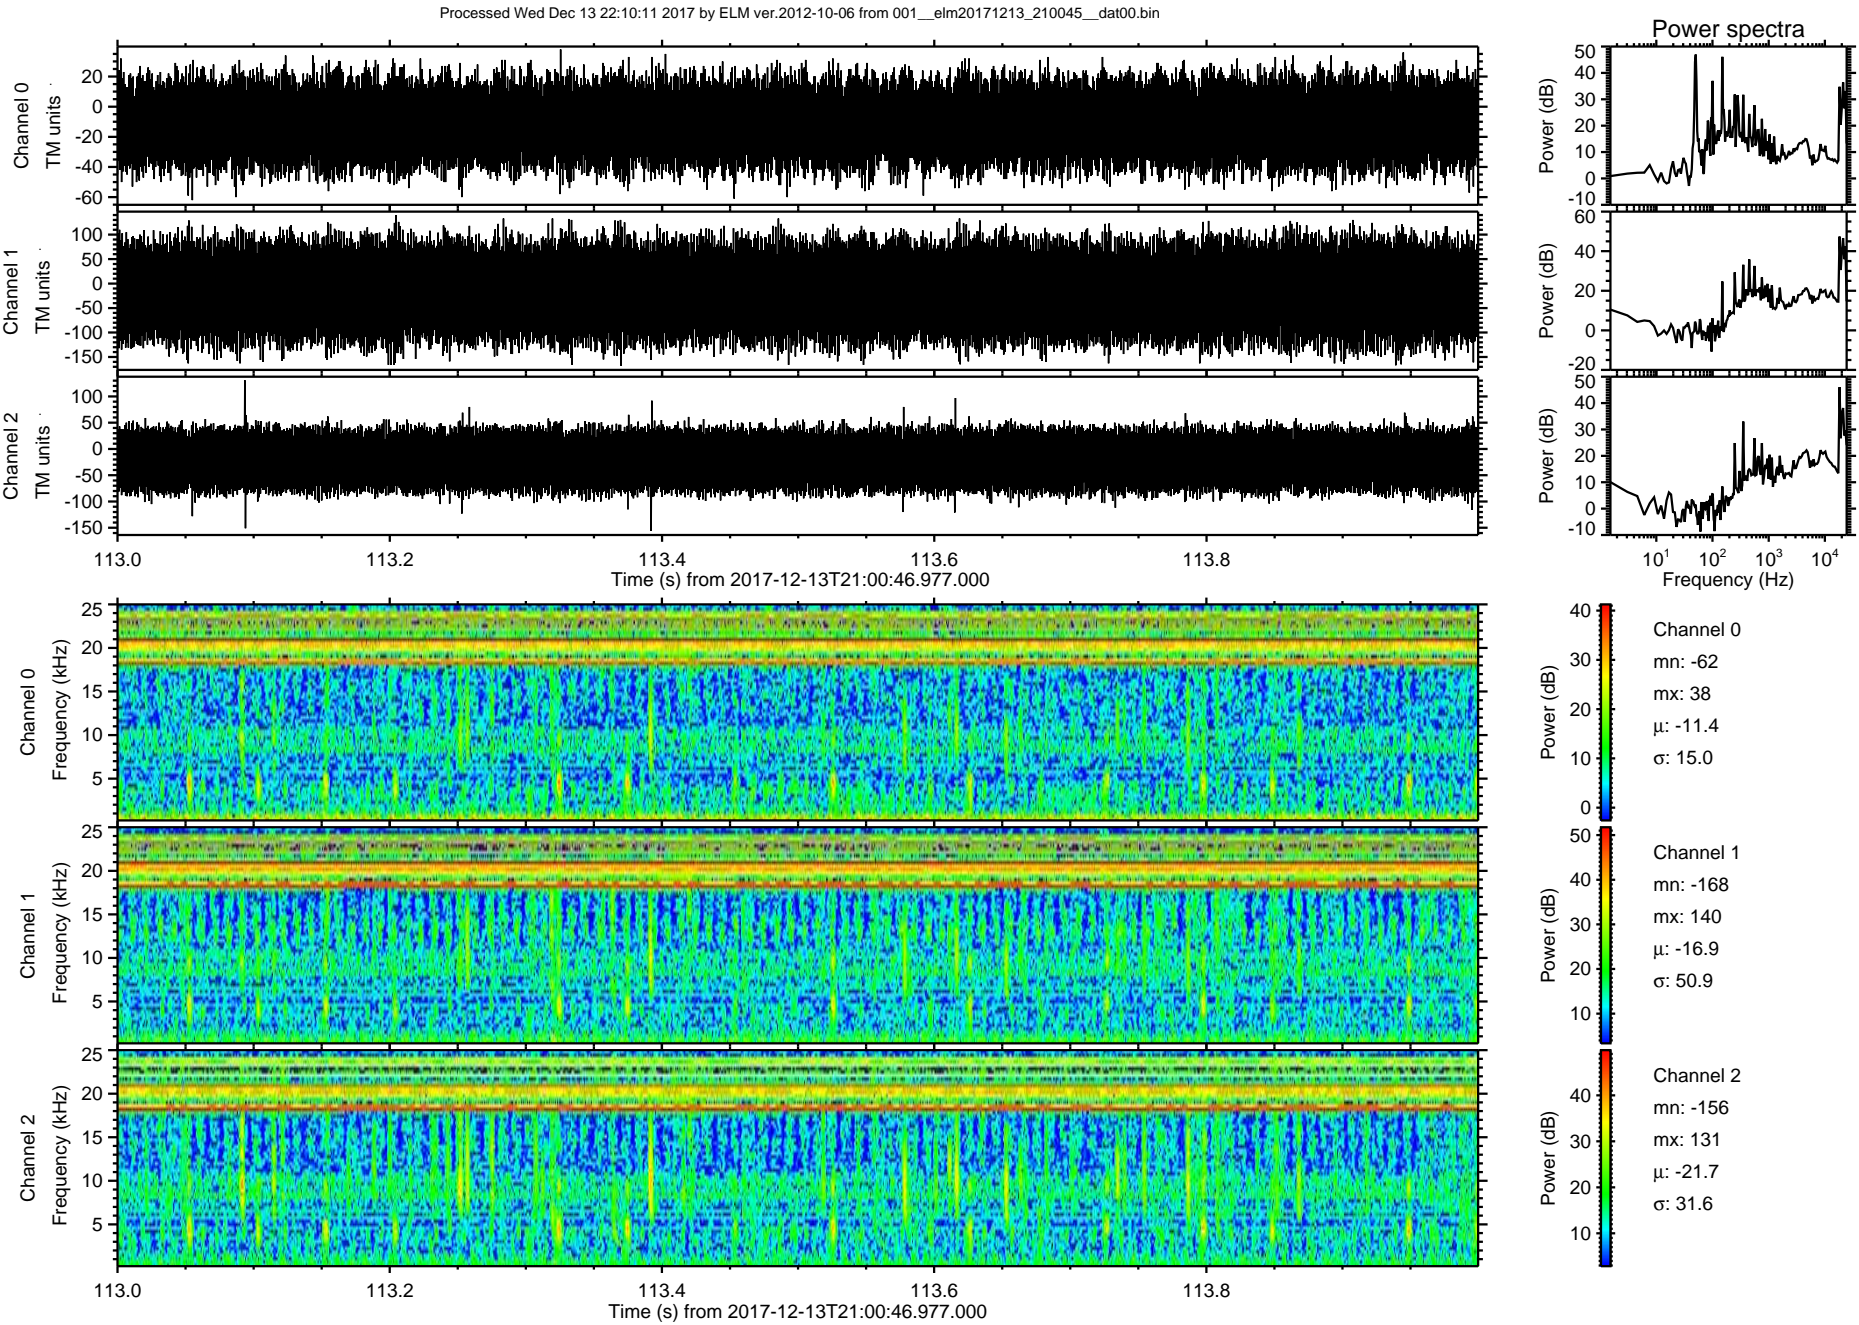 Processed Wed Dec 13 22:10:11 2017 by ELM ver.2012-10-06 from 001__elm20171213_210045__dat00.bin
Power spectra
Channel 0
TM units
20
0
-20
-40
-60
Power (dB)
50
40
30
20
10
0
-10
Channel 1
TM units
100
50
0
-50
-100
-150
Power (dB)
60
40
20
0
-20
Channel 2
TM units
100
50
0
-50
-100
-150
Power (dB)
50
40
30
20
10
0
-10
113.0 113.2 113.4 113.6 113.8
Time (s) from 2017-12-13T21:00:46.977.000
10¹ 10² 10³ 10⁴
Frequency (Hz)
Channel 0
Frequency (kHz)
25
20
15
10
5
Power (dB)
40
30
20
10
0
Channel 0
mn: -62
mx: 38
µ: -11.4
σ: 15.0
Channel 1
Frequency (kHz)
25
20
15
10
5
Power (dB)
50
40
30
20
10
Channel 1
mn: -168
mx: 140
µ: -16.9
σ: 50.9
Channel 2
Frequency (kHz)
25
20
15
10
5
Power (dB)
40
30
20
10
Channel 2
mn: -156
mx: 131
µ: -21.7
σ: 31.6
113.0 113.2 113.4 113.6 113.8
Time (s) from 2017-12-13T21:00:46.977.000